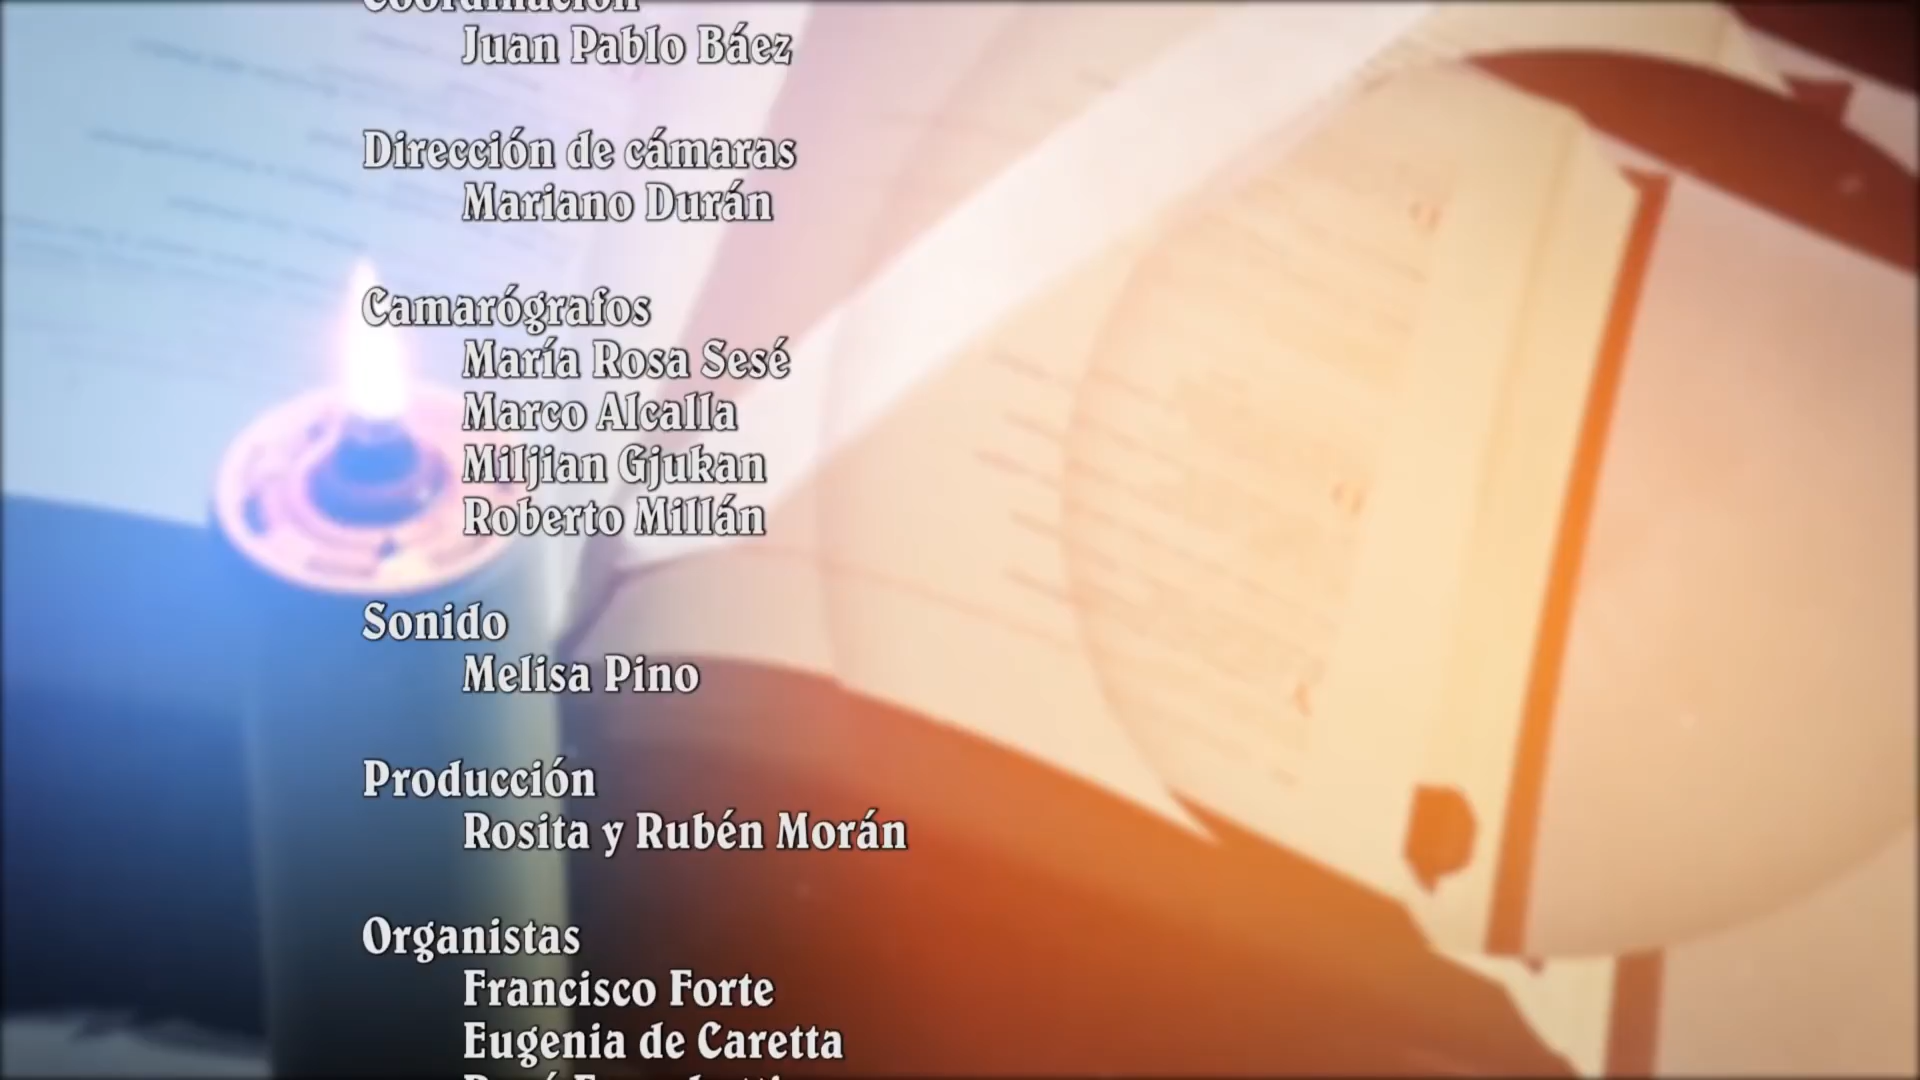 Coordinación
Juan Pablo Báez
Dirección de cámaras
Mariano Durán
Camarógrafos
María Rosa Sesé
Marco Alcalla
Miljian Gjukan
Roberto Millán
Sonido
Melisa Pino
Producción
Rosita y Rubén Morán
Organistas
Francisco Forte
Eugenia de Caretta